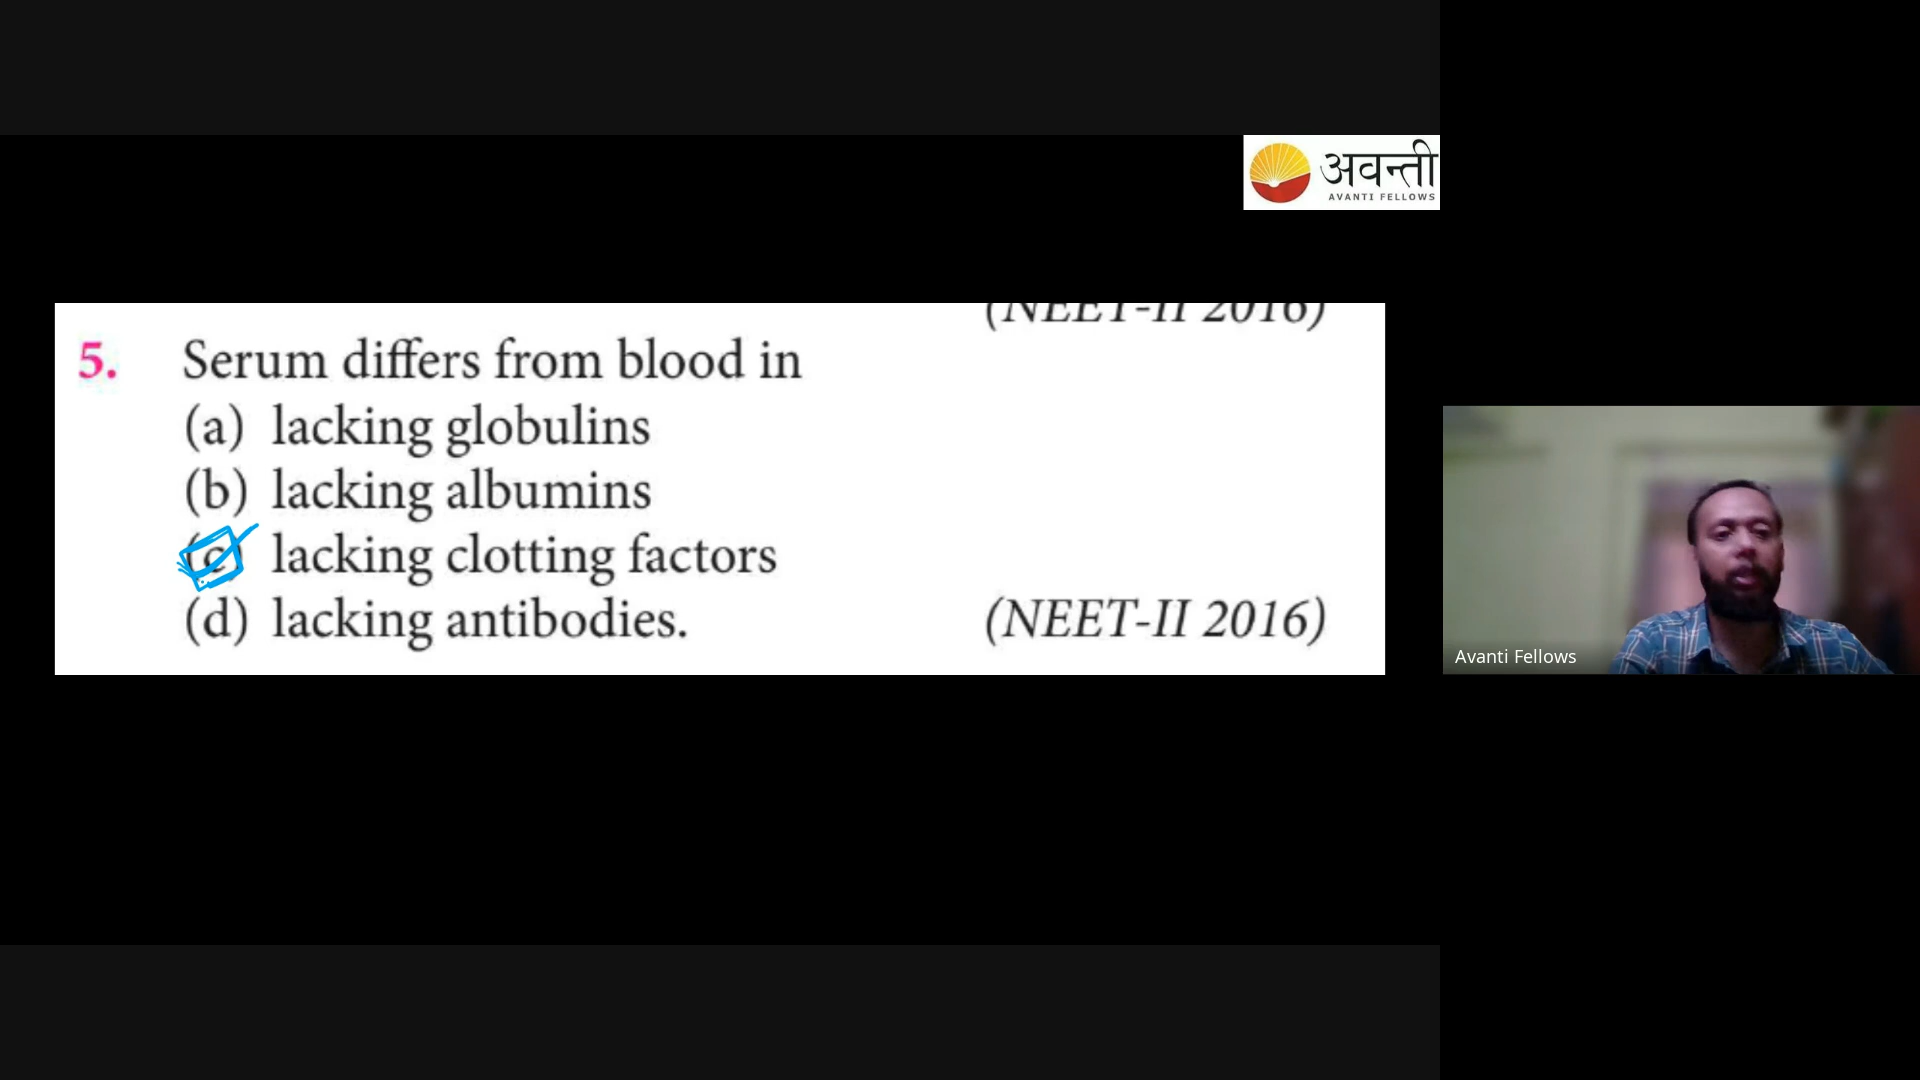 अवन्ती
AVANTI FELLOWS
(NEET-II 2016)
5. Serum differs from blood in
(a) lacking globulins
(b) lacking albumins
(c) lacking clotting factors
(d) lacking antibodies. (NEET-II 2016)
Avanti Fellows